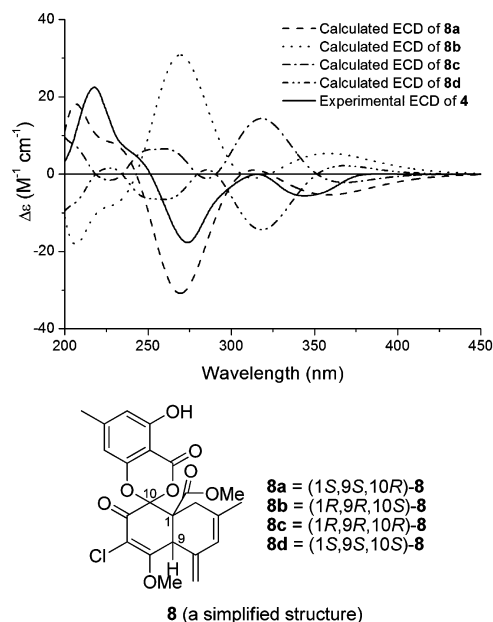 40
20
0
-20
-40
200
250
300
350
400
450
Δε (M⁻¹ cm⁻¹)
Wavelength (nm)
Calculated ECD of 8a
Calculated ECD of 8b
Calculated ECD of 8c
Calculated ECD of 8d
Experimental ECD of 4
OH
O
O
O
O
10
OMe
O
1
9
Cl
H
OMe
8a = (1S,9S,10R)-8
8b = (1R,9R,10S)-8
8c = (1R,9R,10R)-8
8d = (1S,9S,10S)-8
8 (a simplified structure)